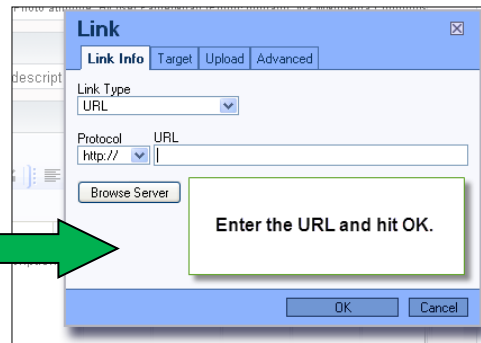 Link
Link Info Target Upload Advanced
descript
Link Type
URL
Protocol URL
http://
Browse Server
Enter the URL and hit OK.
OK Cancel